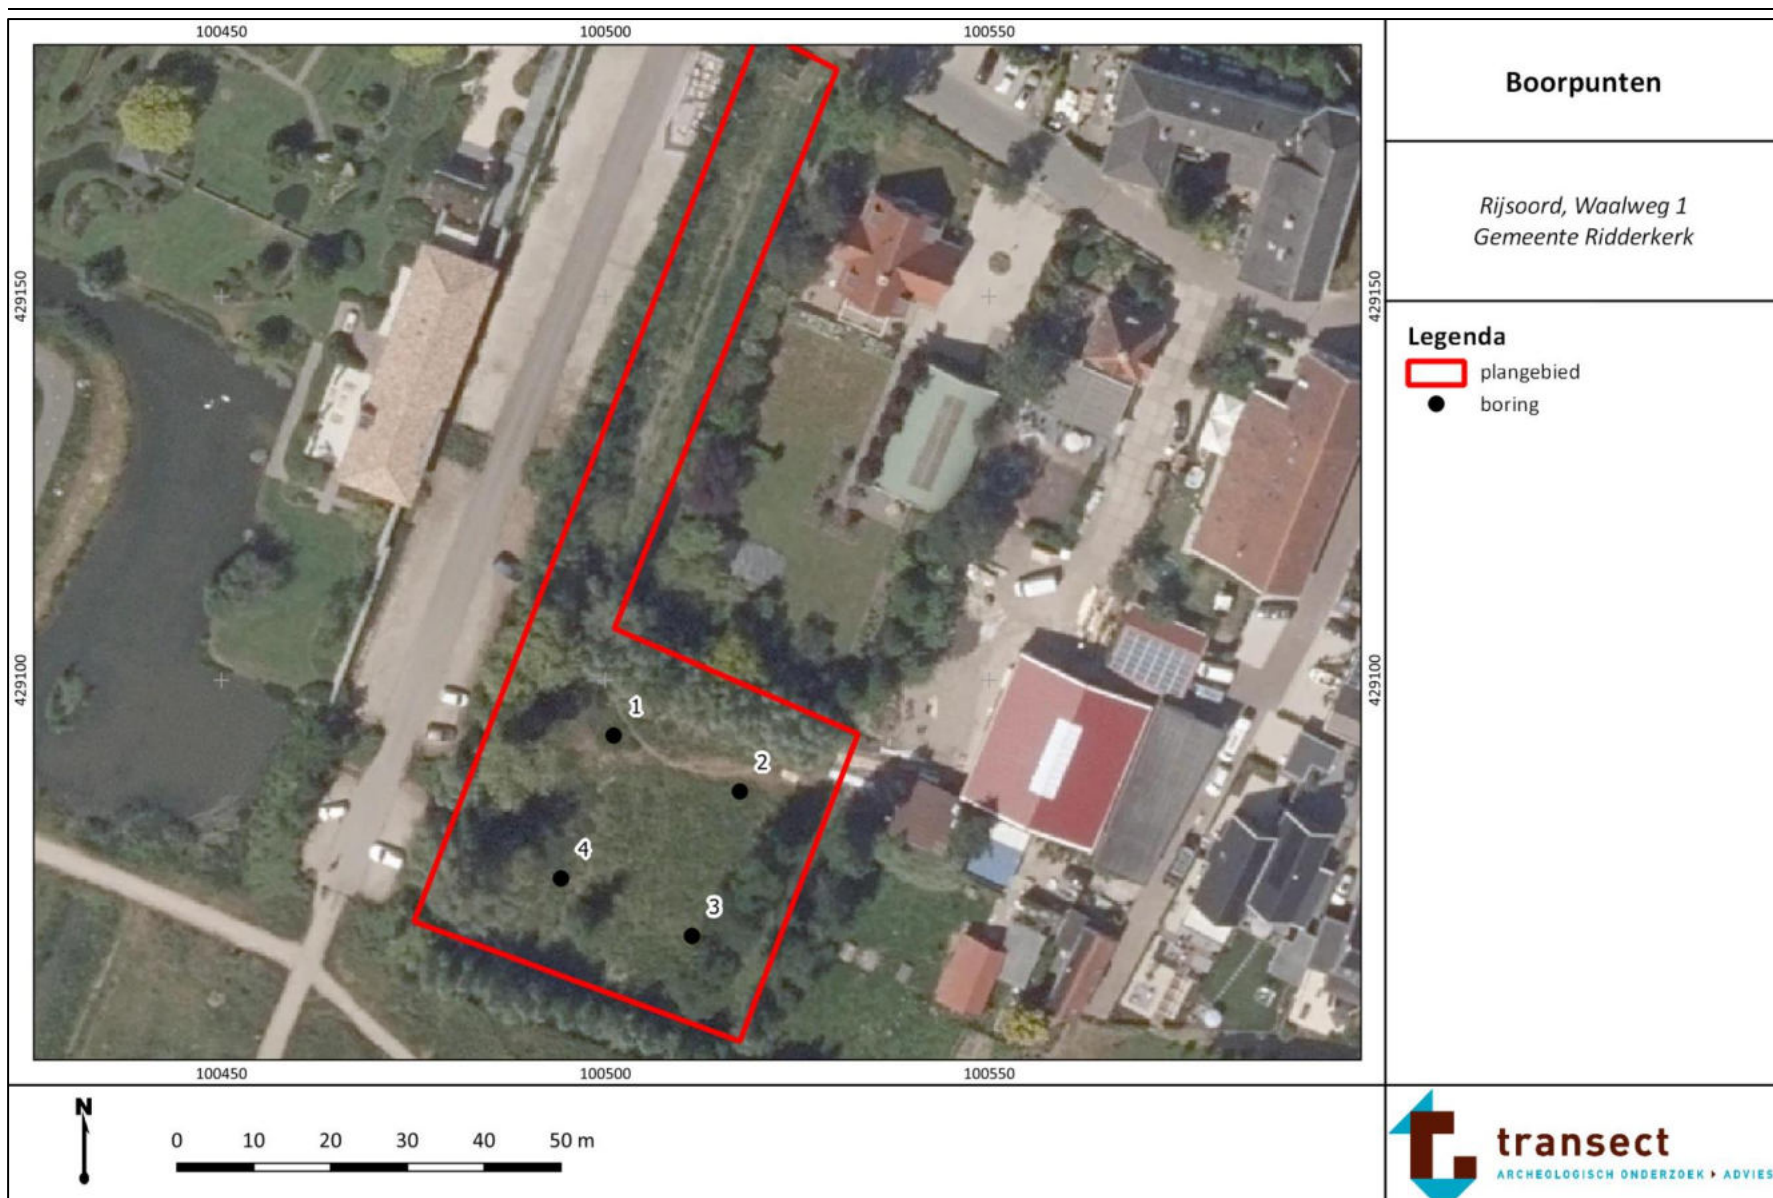 100450 100500 100550
Boorpunten
Rijsoord, Waalweg 1
Gemeente Ridderkerk
429150
429150
Legenda
plangebied
boring
429100
429100
1
2
4
3
100450 100500 100550
N
0 10 20 30 40 50 m
transect
ARCHEOLOGISCH ONDERZOEK ▸ ADVIES